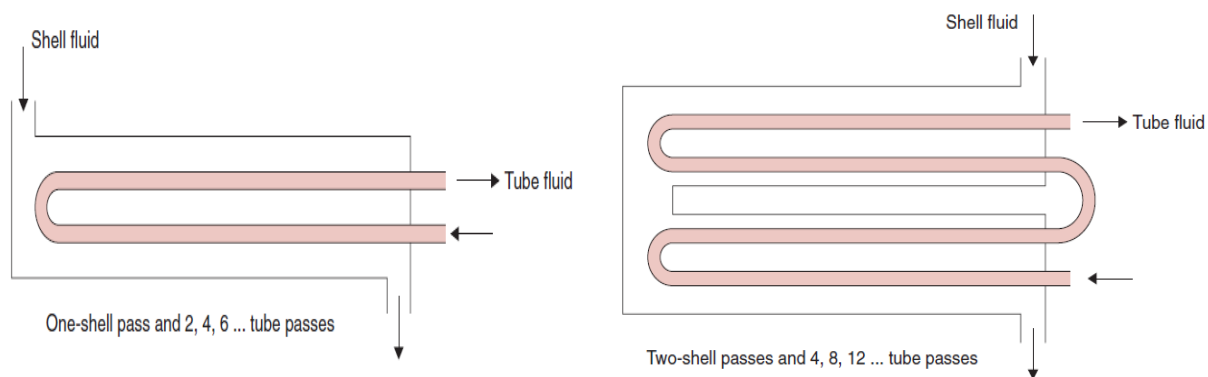 Shell fluid
Tube fluid
One-shell pass and 2, 4, 6 ... tube passes
Shell fluid
Tube fluid
Two-shell passes and 4, 8, 12 ... tube passes